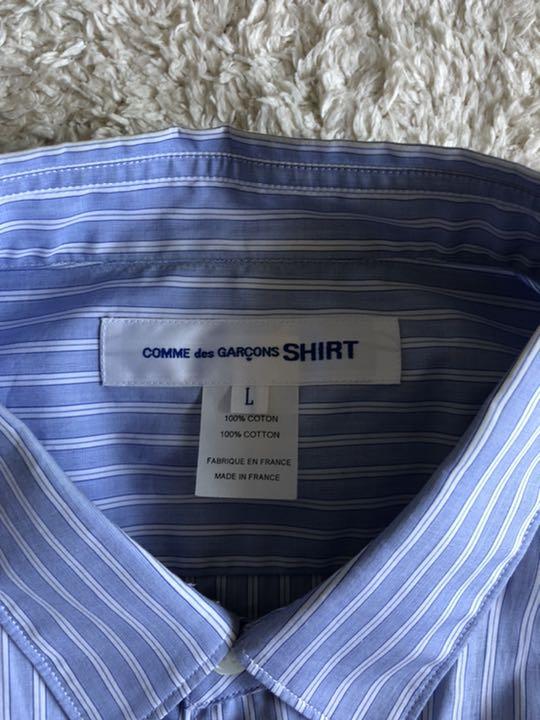 COMME des GARÇONS SHIRT
L
100% COTON
100% COTTON
FABRIQUE EN FRANCE
MADE IN FRANCE